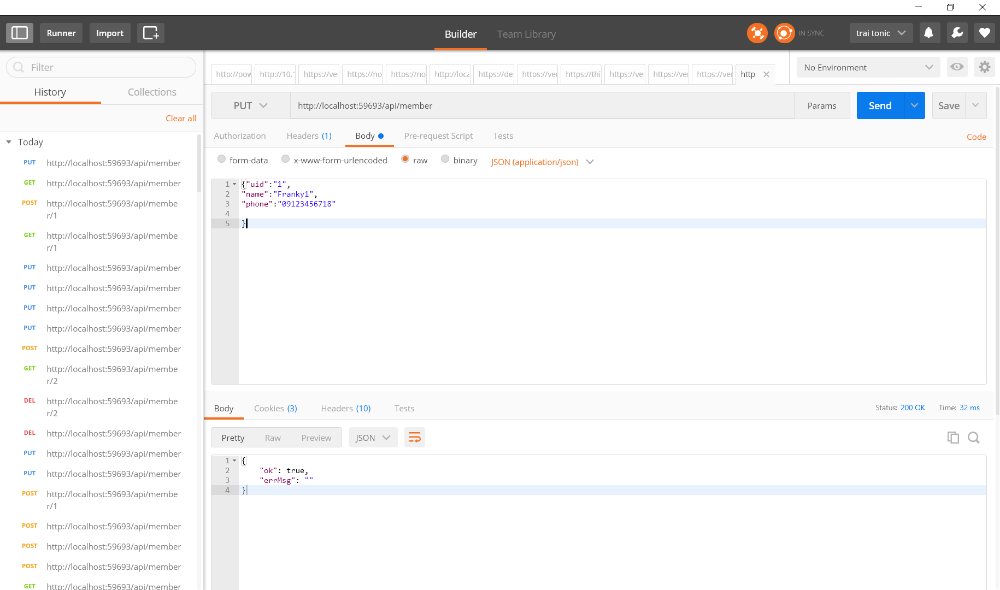 Runner
Import
Builder
Team Library
IN SYNC
trai tonic
Filter
History
Collections
Clear all
Today
PUT http://localhost:59693/api/member
GET http://localhost:59693/api/member
POST http://localhost:59693/api/membe
r/1
GET http://localhost:59693/api/membe
r/1
PUT http://localhost:59693/api/member
PUT http://localhost:59693/api/member
PUT http://localhost:59693/api/member
PUT http://localhost:59693/api/member
POST http://localhost:59693/api/member
GET http://localhost:59693/api/membe
r/2
DEL http://localhost:59693/api/membe
r/2
DEL http://localhost:59693/api/member
PUT http://localhost:59693/api/member
PUT http://localhost:59693/api/member
POST http://localhost:59693/api/membe
r/1
POST http://localhost:59693/api/member
POST http://localhost:59693/api/member
POST http://localhost:59693/api/member
GET http://localhost:59693/api/member
http://pow http://10.1 https://ver https://no https://no http://loca https://de https://ver https://thi https://ver https://ver https://ver http
No Environment
PUT http://localhost:59693/api/member Params Send Save
Authorization Headers (1) Body Pre-request Script Tests Code
form-data x-www-form-urlencoded raw binary JSON (application/json)
1 {"uid":"1",
2 "name":"Franky1",
3 "phone":"09123456718"
4
5 }
Body Cookies (3) Headers (10) Tests Status: 200 OK Time: 32 ms
Pretty Raw Preview JSON
1 {
2 "ok": true,
3 "errMsg": ""
4 }